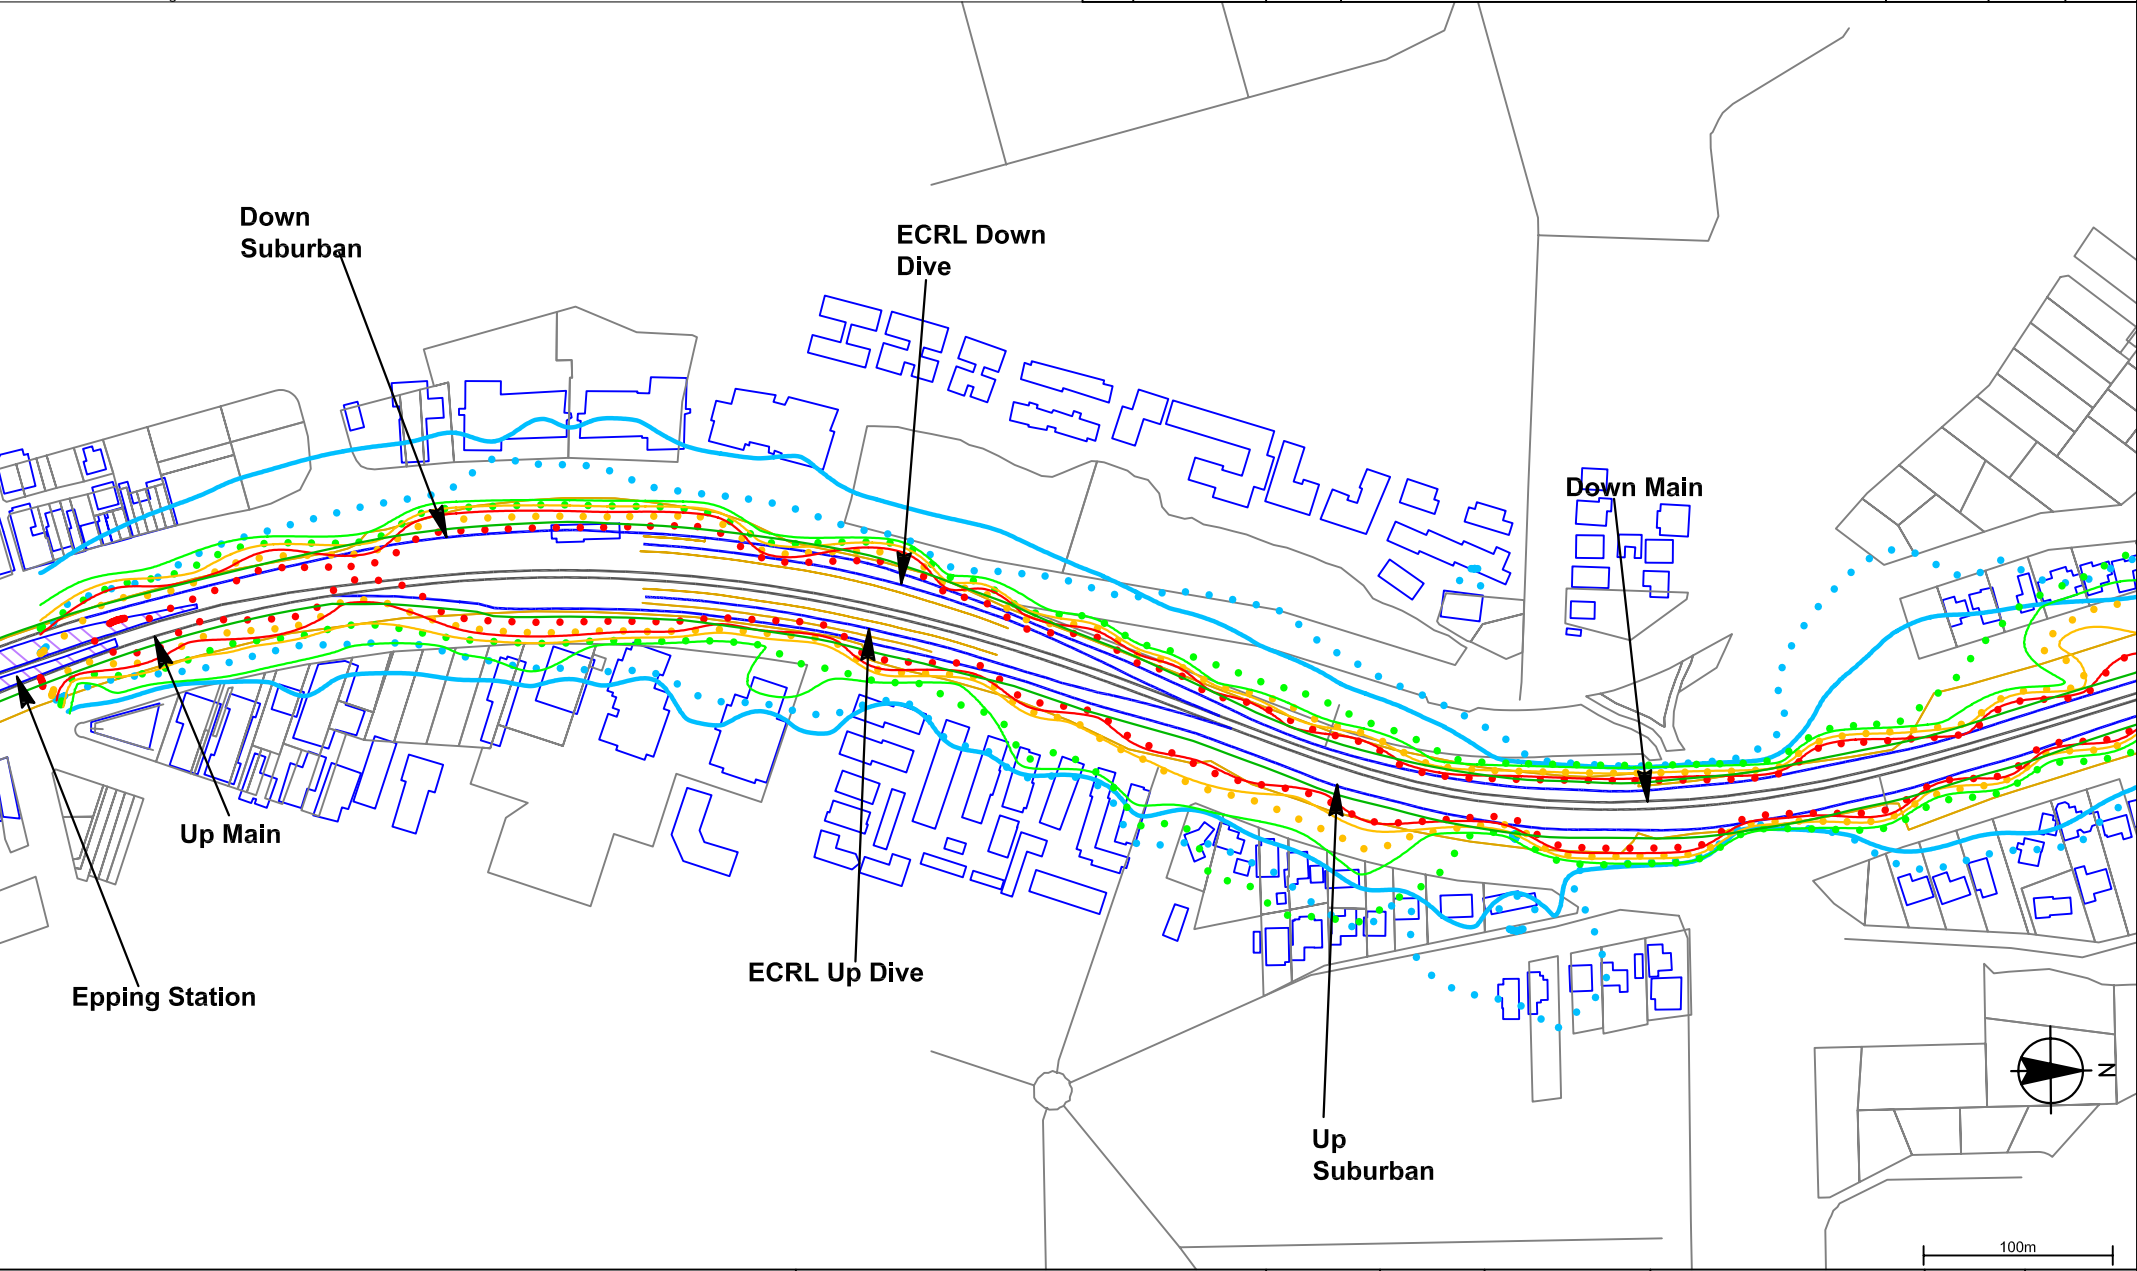 Down
Suburban
ECRL Down
Dive
Down Main
Up Main
ECRL Up Dive
Epping Station
Up
Suburban
N
100m